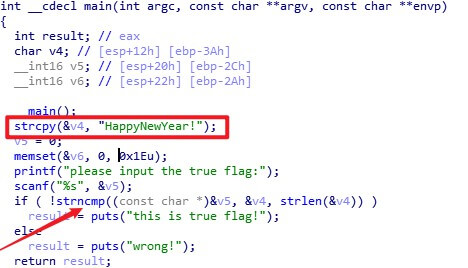 int __cdecl main(int argc, const char **argv, const char **envp)
{
int result; // eax
char v4; // [esp+12h] [ebp-3Ah]
__int16 v5; // [esp+20h] [ebp-2Ch]
__int16 v6; // [esp+22h] [ebp-2Ah]
main();
strcpy(&v4, "HappyNewYear!");
v5 = 0;
memset(&v6, 0, 0x1Eu);
printf("please input the true flag:");
scanf("%s", &v5);
if ( !strncmp((const char *)&v5, &v4, strlen(&v4)) )
result = puts("this is true flag!");
else
result = puts("wrong!");
return result;